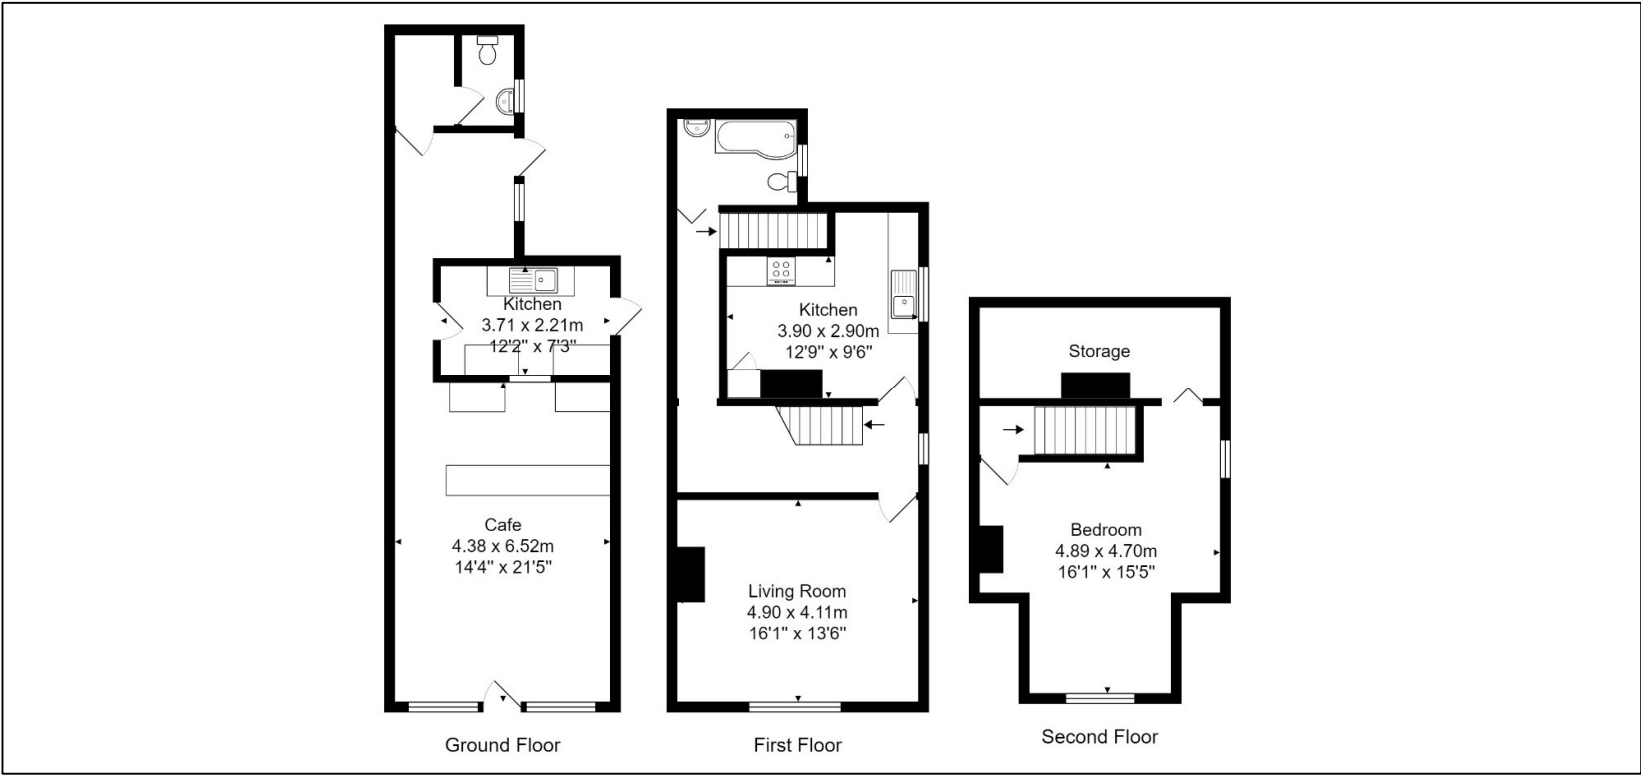 Kitchen
3.71 x 2.21m
12'2" x 7'3"
Cafe
4.38 x 6.52m
14'4" x 21'5"
Ground Floor
Kitchen
3.90 x 2.90m
12'9" x 9'6"
Living Room
4.90 x 4.11m
16'1" x 13'6"
First Floor
Storage
Bedroom
4.89 x 4.70m
16'1" x 15'5"
Second Floor